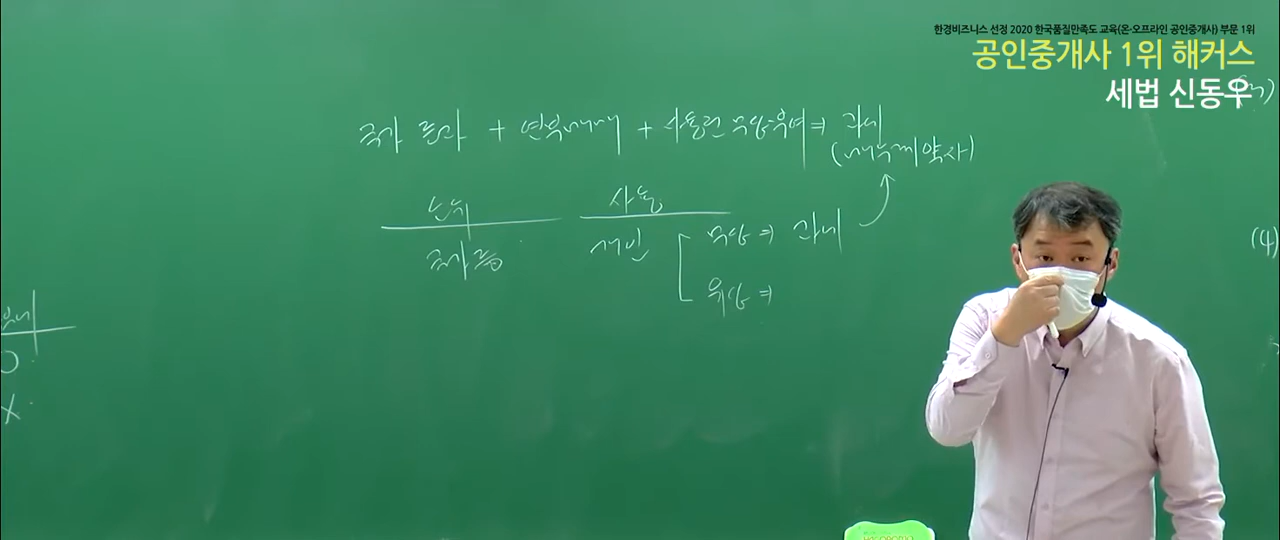 한경비즈니스 선정 2020 한국품질만족도 교육(온·오프라인 공인중개사) 부문 1위
공인중개사 1위 해커스
세법 신동우
국가 등과 + 연부매매 + 사용권 무상부여 ⇒ 과세
(매수계약자)
소유 사용
국가등 개인 무상 ⇒ 과세
유상 ⇒
(4)
O
X